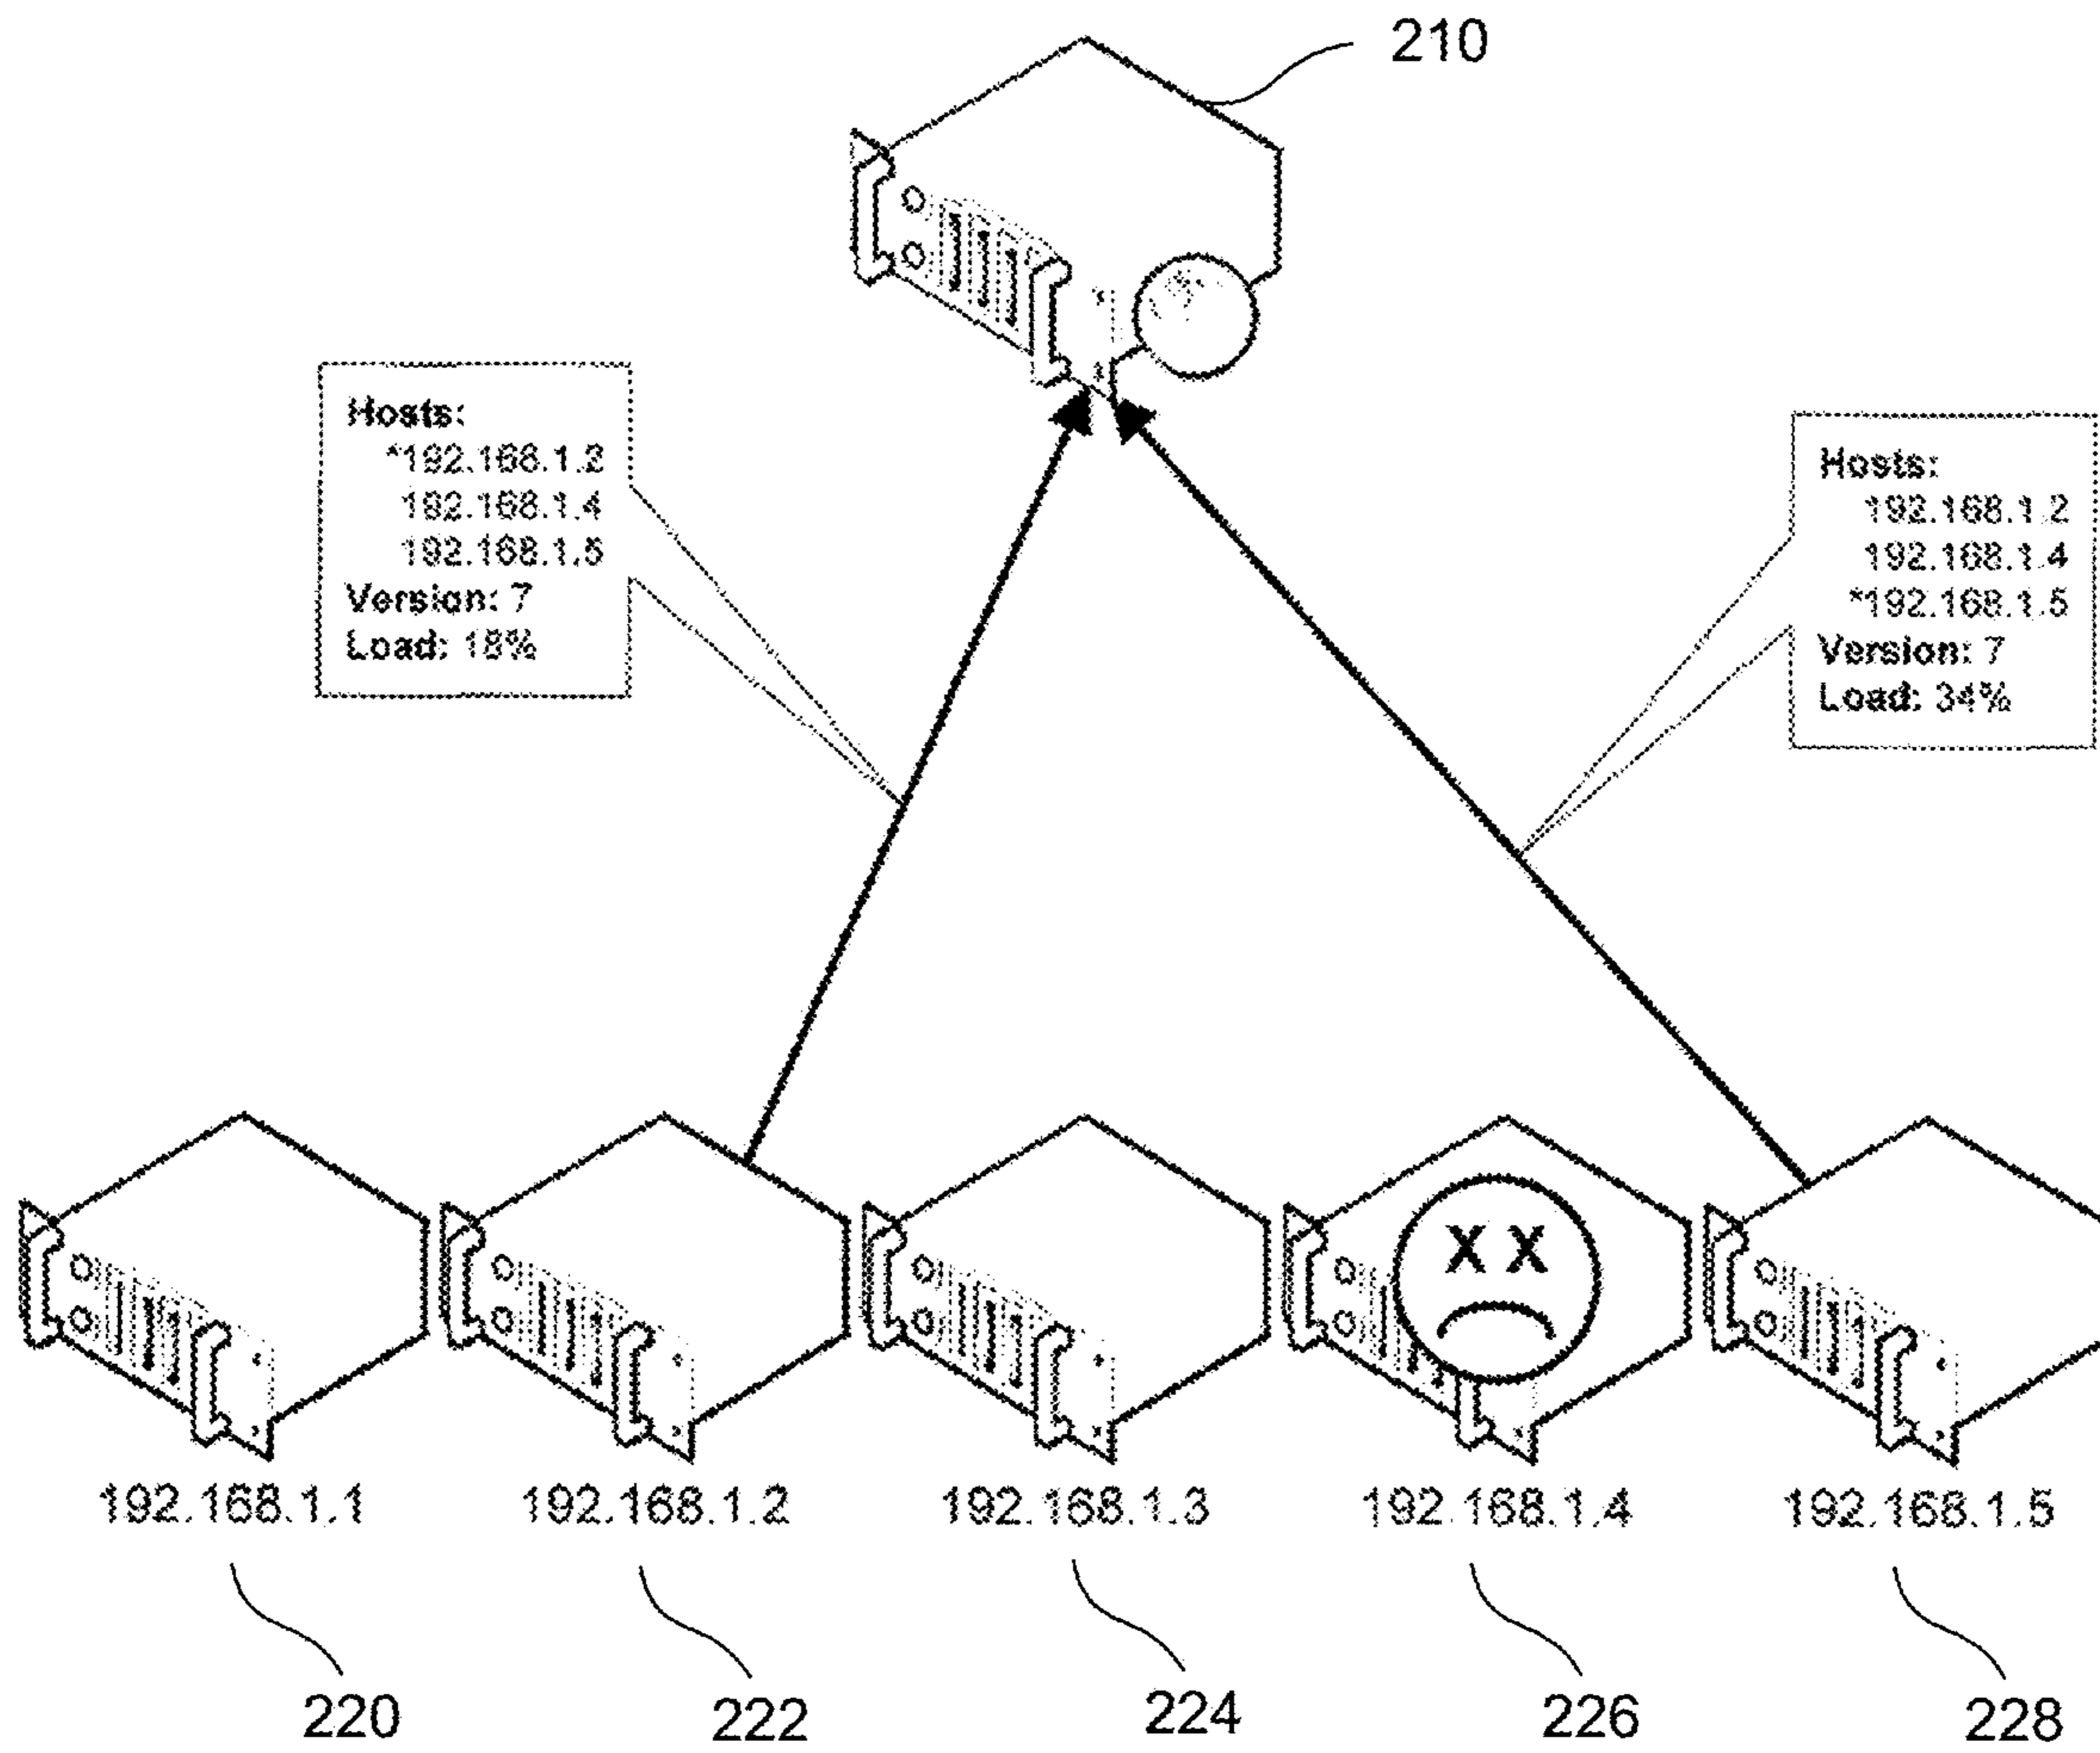 210
Hosts:
*192.168.1.2
192.168.1.4
192.168.1.5
Version: 7
Load: 18%
Hosts:
192.168.1.2
192.168.1.4
*192.168.1.5
Version: 7
Load: 34%
X X
192.168.1.1
192.168.1.2
192.168.1.3
192.168.1.4
192.168.1.5
220
222
224
226
228